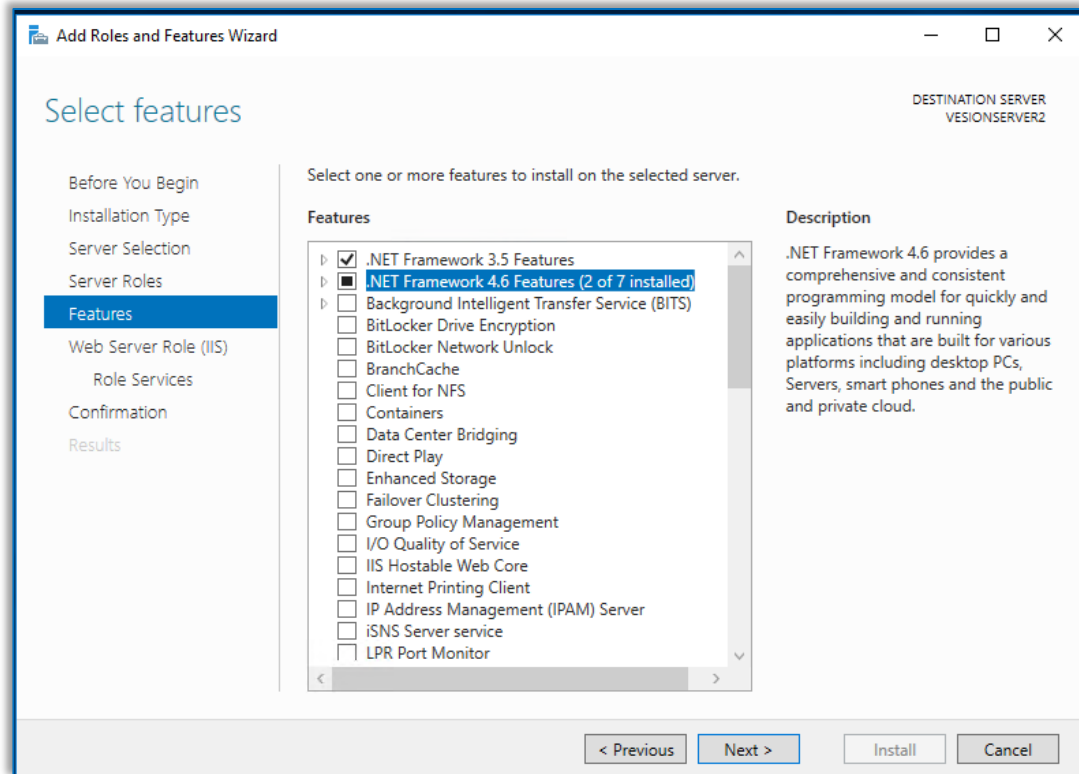 Add Roles and Features Wizard
Select features
DESTINATION SERVER
VESIONSERVER2
Before You Begin
Installation Type
Server Selection
Server Roles
Features
Web Server Role (IIS)
Role Services
Confirmation
Results
Select one or more features to install on the selected server.
Features
.NET Framework 3.5 Features
.NET Framework 4.6 Features (2 of 7 installed)
Background Intelligent Transfer Service (BITS)
BitLocker Drive Encryption
BitLocker Network Unlock
BranchCache
Client for NFS
Containers
Data Center Bridging
Direct Play
Enhanced Storage
Failover Clustering
Group Policy Management
I/O Quality of Service
IIS Hostable Web Core
Internet Printing Client
IP Address Management (IPAM) Server
iSNS Server service
LPR Port Monitor
Description
.NET Framework 4.6 provides a
comprehensive and consistent
programming model for quickly and
easily building and running
applications that are built for various
platforms including desktop PCs,
Servers, smart phones and the public
and private cloud.
< Previous
Next >
Install
Cancel